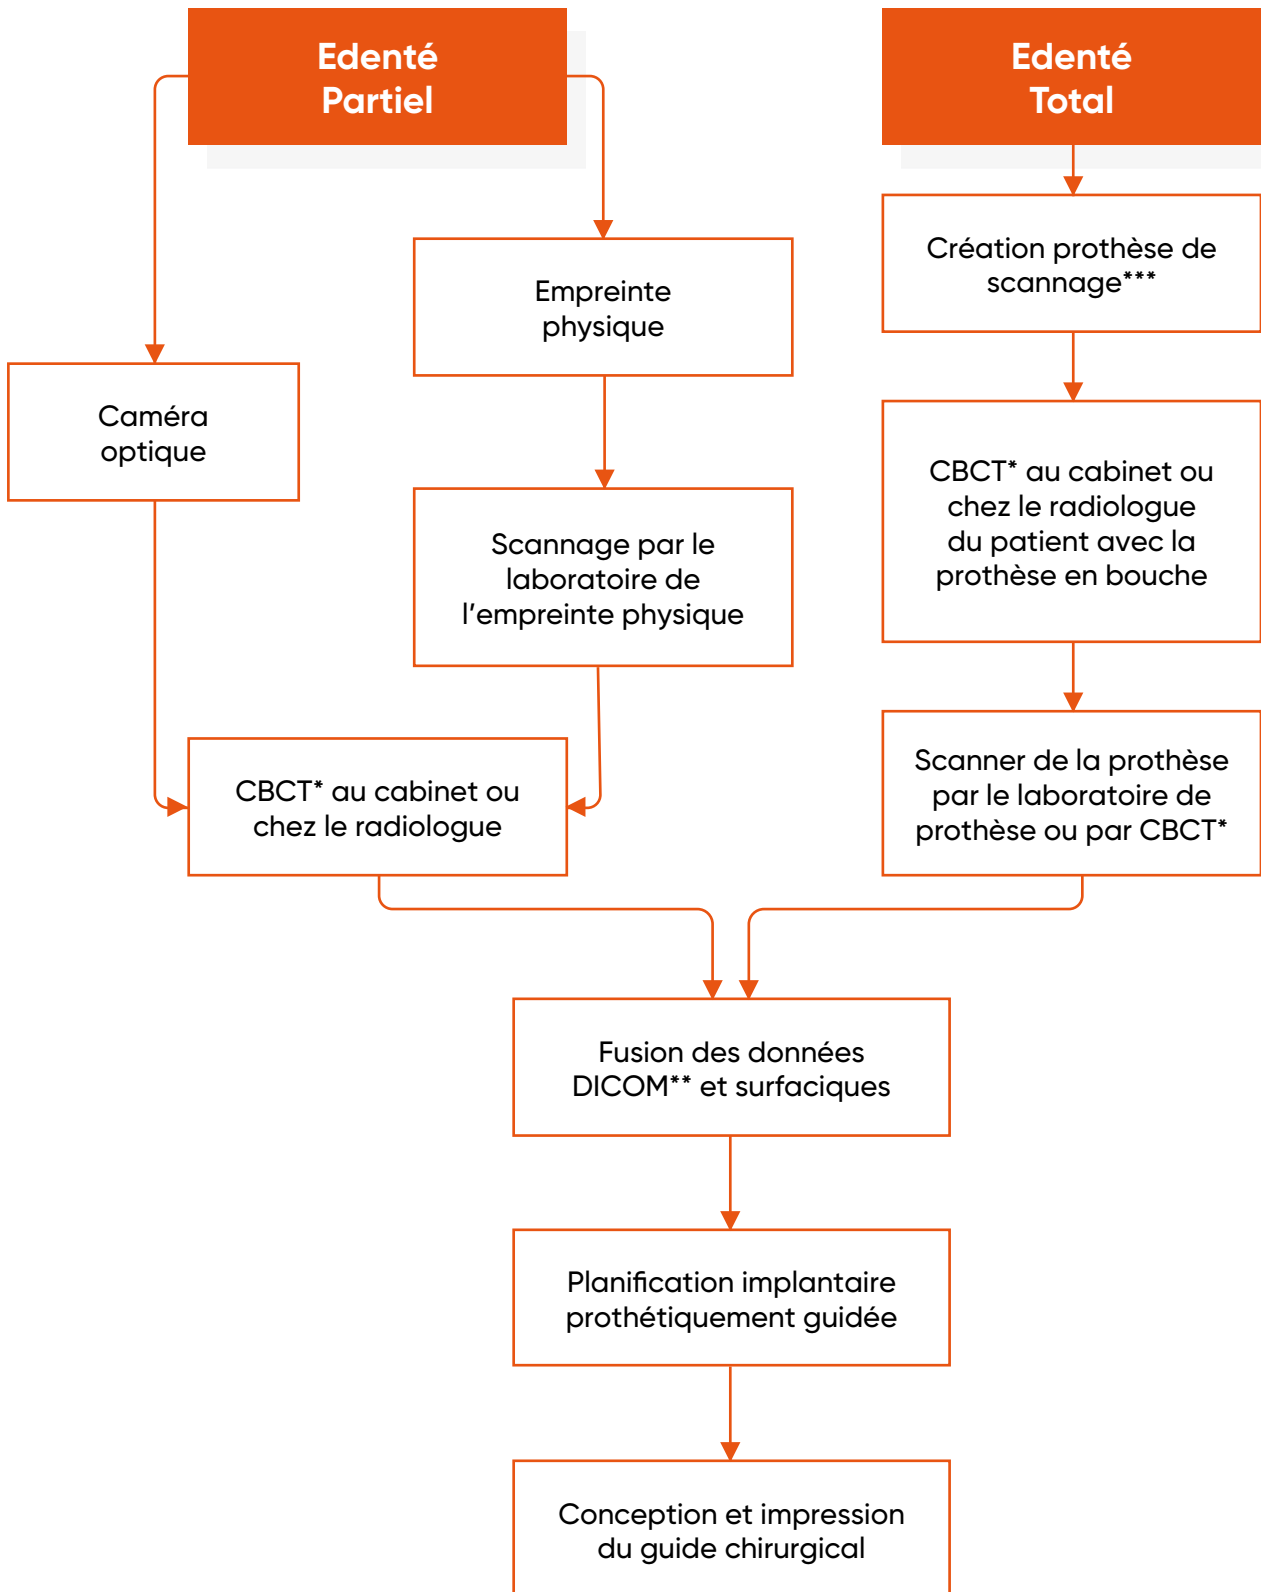 Edenté
Partiel
Edenté
Total
Empreinte
physique
Création prothèse de
scannage***
Caméra
optique
CBCT* au cabinet ou
chez le radiologue
du patient avec la
prothèse en bouche
Scannage par le
laboratoire de
l’empreinte physique
CBCT* au cabinet ou
chez le radiologue
Scanner de la prothèse
par le laboratoire de
prothèse ou par CBCT*
Fusion des données
DICOM** et surfaciques
Planification implantaire
prothétiquement guidée
Conception et impression
du guide chirurgical